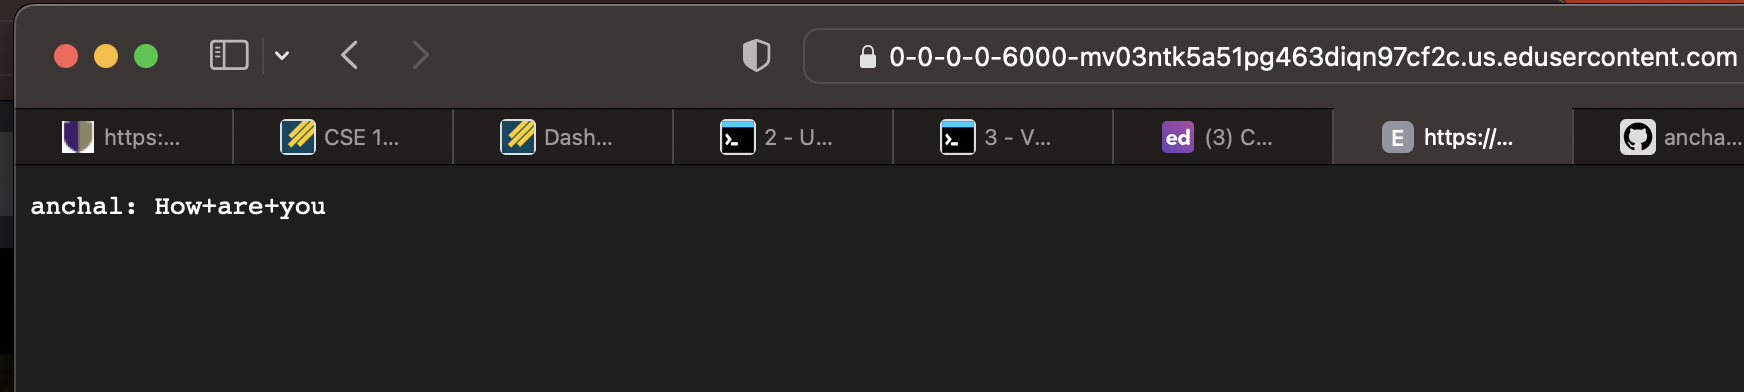 0-0-0-0-6000-mv03ntk5a51pg463diqn97cf2c.us.edusercontent.com
https:...
CSE 1...
Dash...
2 - U...
3 - V...
ed (3) C...
E https://...
ancha...
anchal: How+are+you